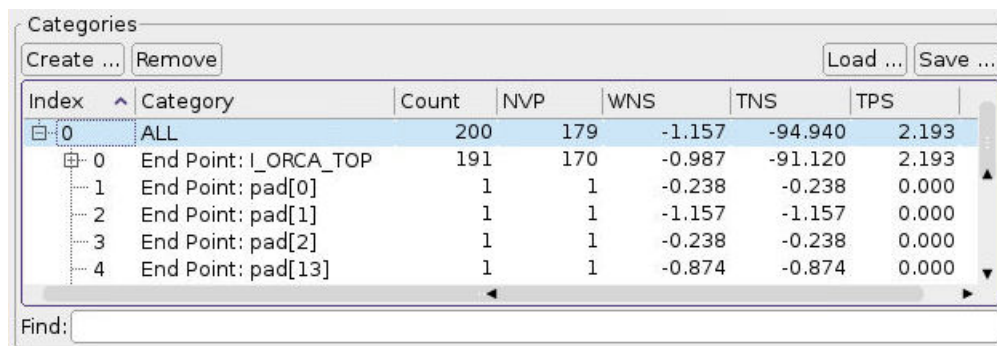 Categories
Create ... Remove Load ... Save ...
Index Category Count NVP WNS TNS TPS
0 ALL 200 179 -1.157 -94.940 2.193
0 End Point: I_ORCA_TOP 191 170 -0.987 -91.120 2.193
1 End Point: pad[0] 1 1 -0.238 -0.238 0.000
2 End Point: pad[1] 1 1 -1.157 -1.157 0.000
3 End Point: pad[2] 1 1 -0.238 -0.238 0.000
4 End Point: pad[13] 1 1 -0.874 -0.874 0.000
Find: